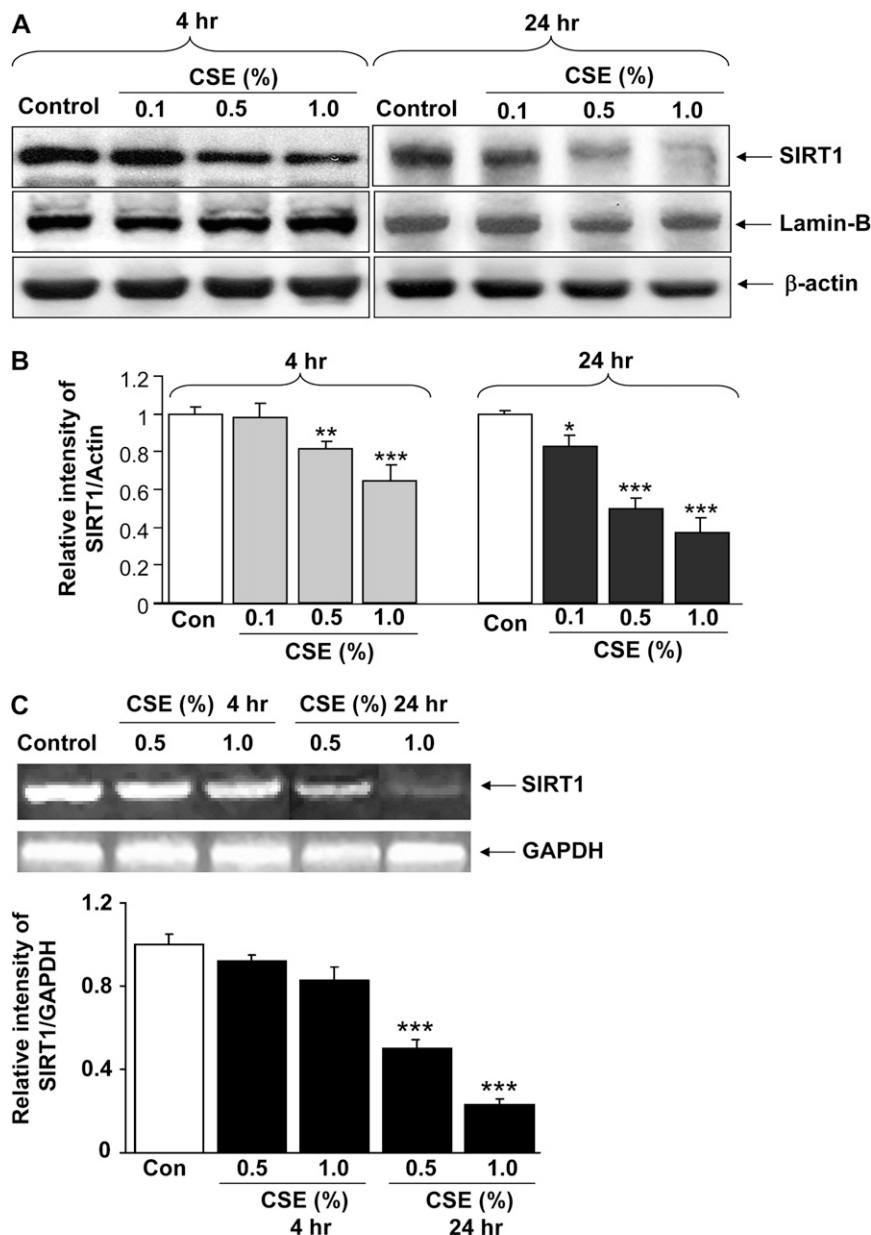 A
4 hr
24 hr
CSE (%)
CSE (%)
Control 0.1 0.5 1.0
Control 0.1 0.5 1.0
SIRT1
Lamin-B
β-actin
B
4 hr
24 hr
Relative intensity of
SIRT1/Actin
1.2
1
0.8
0.6
0.4
0.2
0
** ***
* *** ***
Con 0.1 0.5 1.0
CSE (%)
Con 0.1 0.5 1.0
CSE (%)
C
CSE (%) 4 hr
CSE (%) 24 hr
Control 0.5 1.0 0.5 1.0
SIRT1
GAPDH
Relative intensity of
SIRT1/GAPDH
1.2
0.8
0.4
0
***
***
Con 0.5 1.0 0.5 1.0
CSE (%)
4 hr
CSE (%)
24 hr